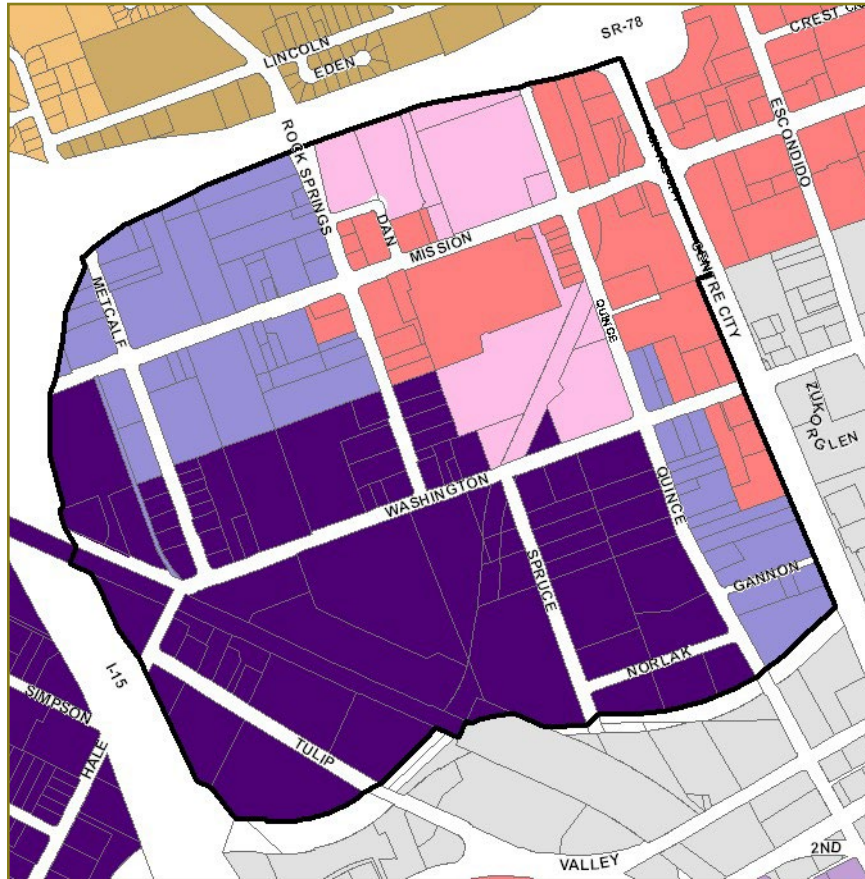 SR-78
CREST
LINCOLN
EDEN
ESCONDIDO
ROCK SPRINGS
DAN
MISSION
CENTRE CITY
METCALF
QUINCE
ZUKOR
GLEN
WASHINGTON
QUINCE
SPRUCE
GANNON
NORLAK
I-15
SIMPSON
HALE
TULIP
VALLEY
2ND